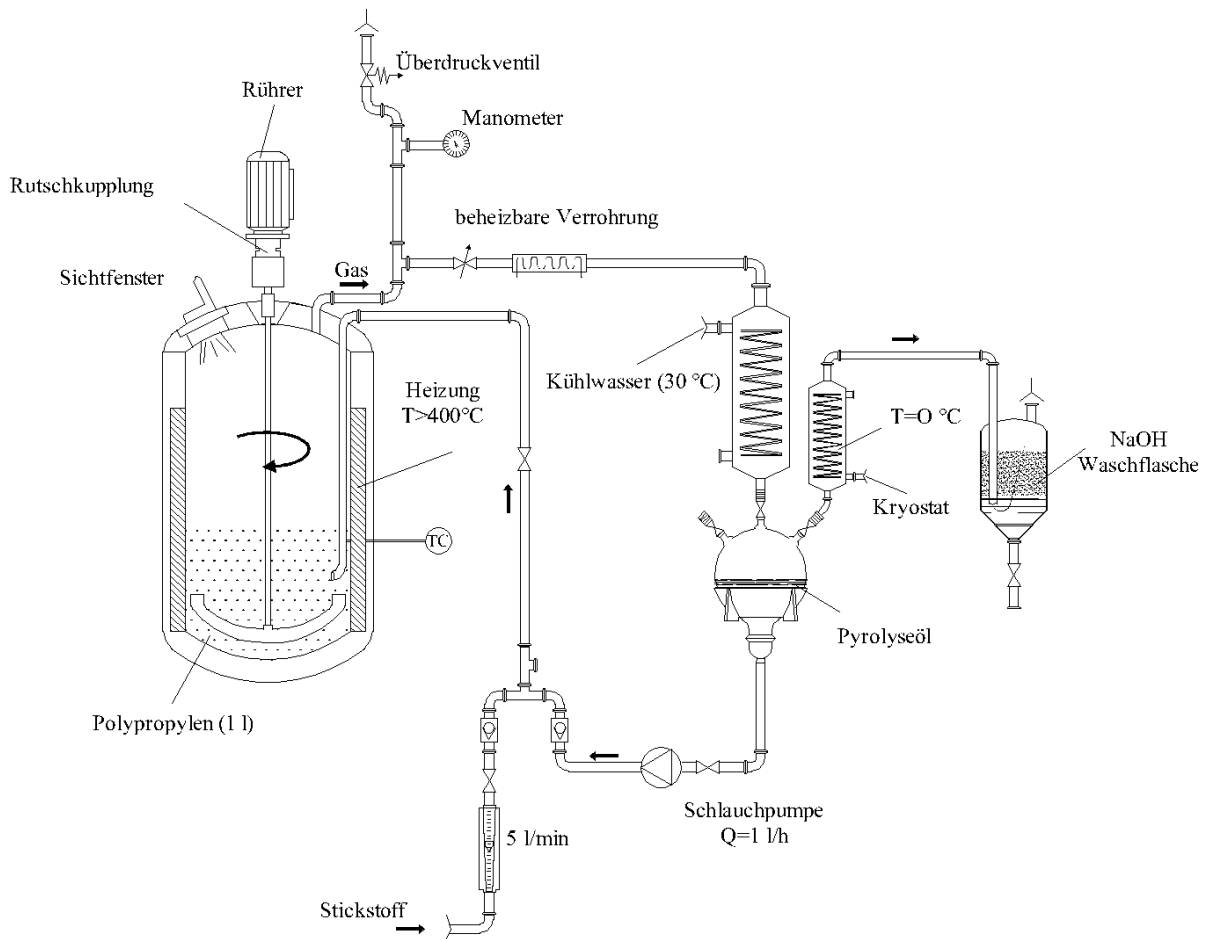 Überdruckventil
Rührer
Manometer
Rutschkupplung
beheizbare Verrohrung
Sichtfenster
Gas
Kühlwasser (30 °C)
Heizung
T>400°C
T=O °C
NaOH
Waschflasche
Kryostat
TC
Pyrolyseöl
Polypropylen (1 l)
Schlauchpumpe
Q=1 l/h
5 l/min
Stickstoff